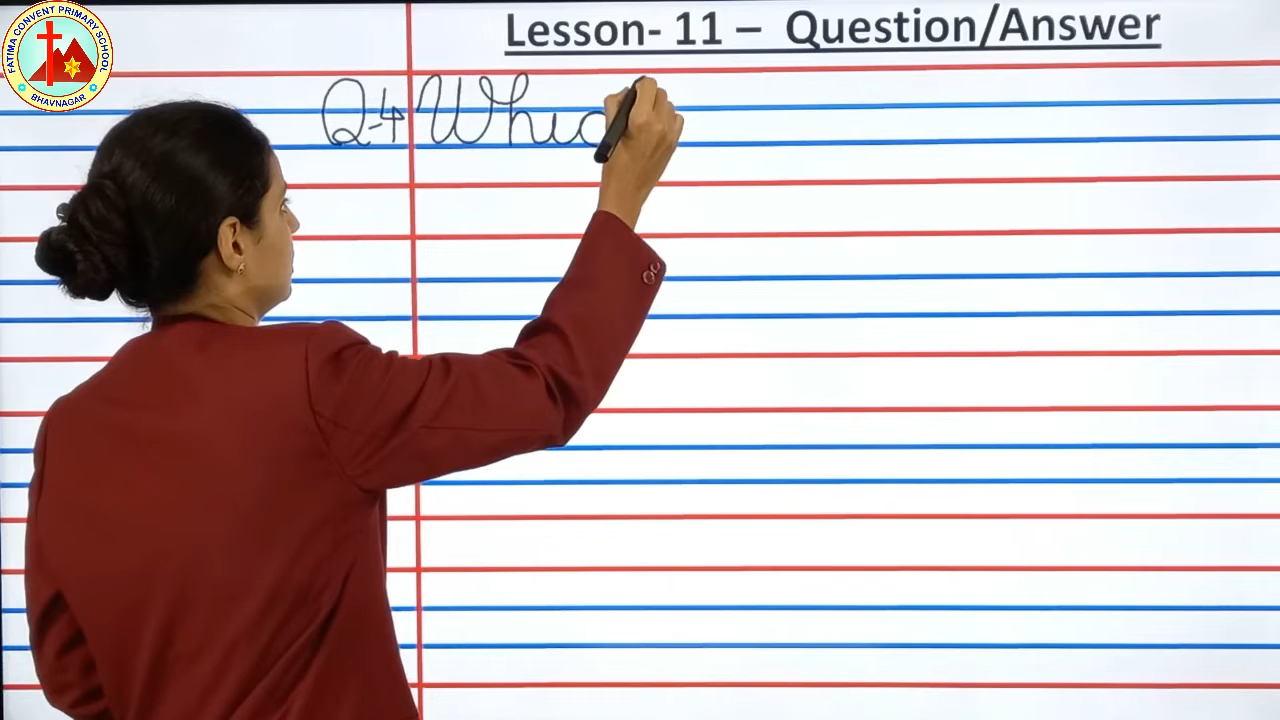 FATIMA CONVENT PRIMARY SCHOOL
BHAVNAGAR
Lesson- 11 – Question/Answer
Q-4 Whic